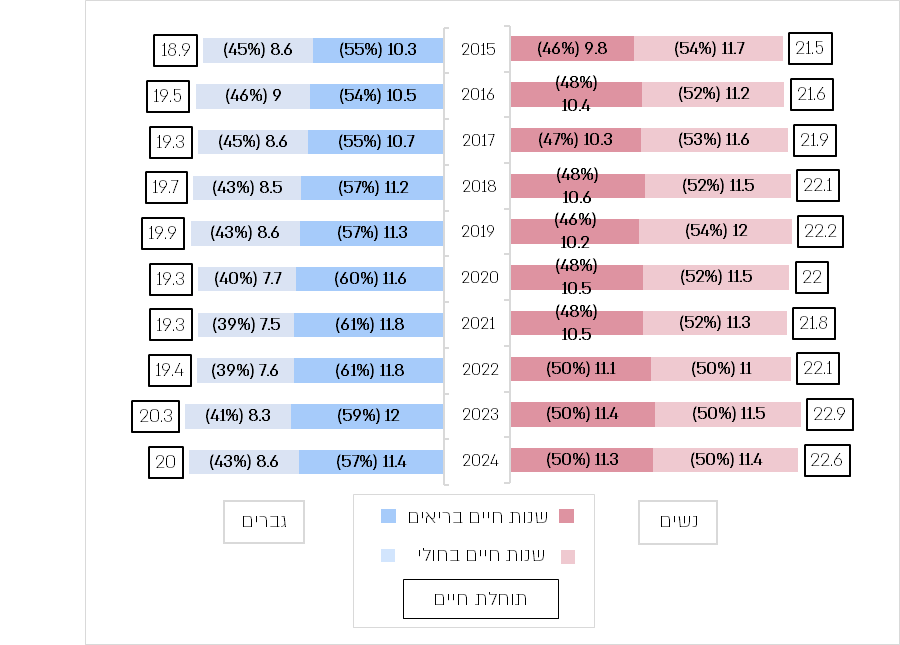 18.9 (45%) 8.6 (55%) 10.3 2015 (46%) 9.8 (54%) 11.7 21.5
19.5 (46%) 9 (54%) 10.5 2016 (48%) 10.4 (52%) 11.2 21.6
19.3 (45%) 8.6 (55%) 10.7 2017 (47%) 10.3 (53%) 11.6 21.9
19.7 (43%) 8.5 (57%) 11.2 2018 (48%) 10.6 (52%) 11.5 22.1
19.9 (43%) 8.6 (57%) 11.3 2019 (46%) 10.2 (54%) 12 22.2
19.3 (40%) 7.7 (60%) 11.6 2020 (48%) 10.5 (52%) 11.5 22
19.3 (39%) 7.5 (61%) 11.8 2021 (48%) 10.5 (52%) 11.3 21.8
19.4 (39%) 7.6 (61%) 11.8 2022 (50%) 11.1 (50%) 11 22.1
20.3 (41%) 8.3 (59%) 12 2023 (50%) 11.4 (50%) 11.5 22.9
20 (43%) 8.6 (57%) 11.4 2024 (50%) 11.3 (50%) 11.4 22.6
נשים
שנות חיים בריאים
גברים
שנות חיים בחולי
תוחלת חיים